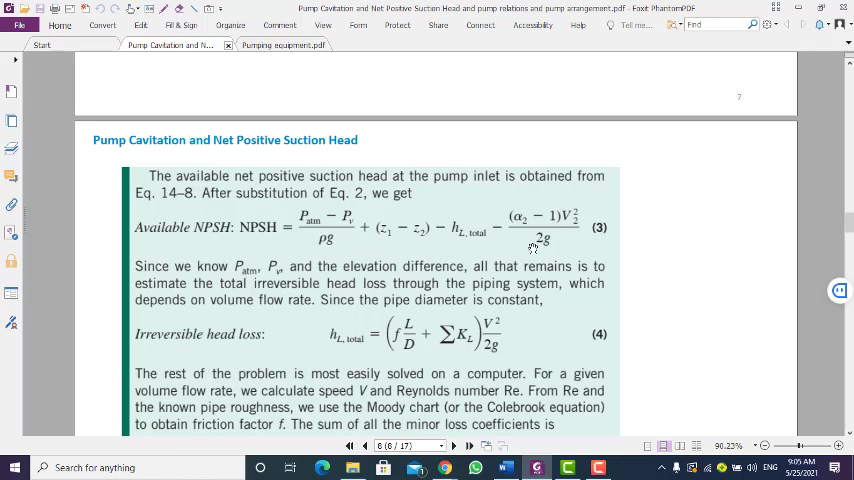 Pump Cavitation and Net Positive Suction Head and pump relations and pump arrangement.pdf - Foxit PhantomPDF
File Home Convert Edit Fill & Sign Organize Comment View Form Protect Share Connect Accessibility Help Tell me... Find
Start Pump Cavitation and N... Pumping equipment.pdf
7
Pump Cavitation and Net Positive Suction Head
The available net positive suction head at the pump inlet is obtained from
Eq. 14–8. After substitution of Eq. 2, we get
Available NPSH: NPSH = (P_atm − P_v)/ρg + (z₁ − z₂) − h_L, total − (α₂ − 1)V₂²/2g (3)
Since we know P_atm, P_v, and the elevation difference, all that remains is to
estimate the total irreversible head loss through the piping system, which
depends on volume flow rate. Since the pipe diameter is constant,
Irreversible head loss: h_L, total = (f L/D + ∑K_L) V²/2g (4)
The rest of the problem is most easily solved on a computer. For a given
volume flow rate, we calculate speed V and Reynolds number Re. From Re and
the known pipe roughness, we use the Moody chart (or the Colebrook equation)
to obtain friction factor f. The sum of all the minor loss coefficients is
8 (8 / 17) 90.23%
Search for anything ENG 9:05 AM
5/25/2021